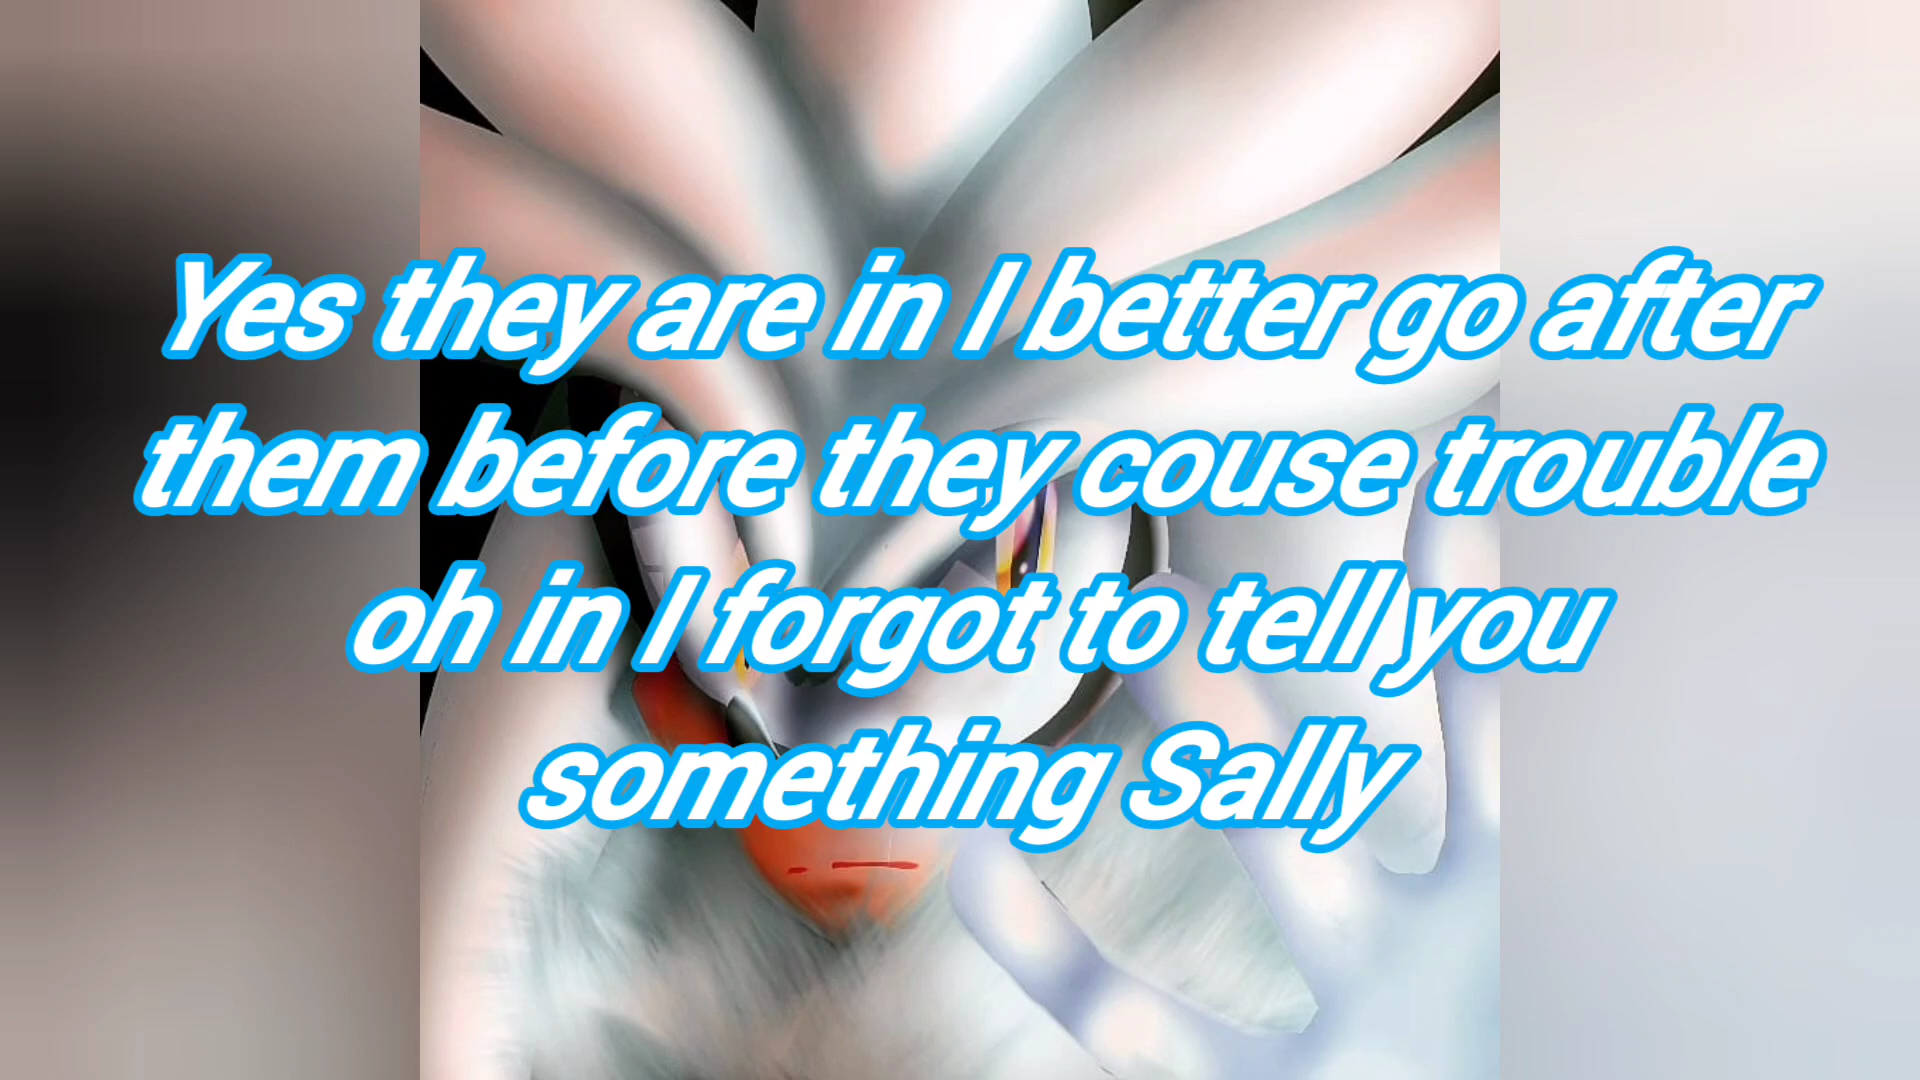 Yes they are in I better go after
them before they couse trouble
oh in I forgot to tell you
something Sally